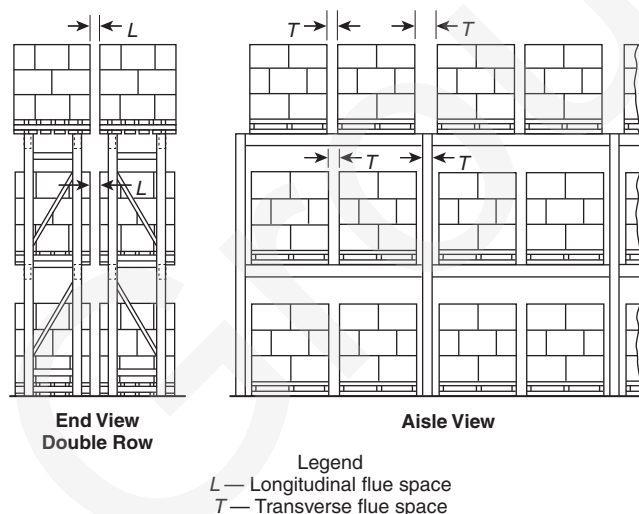 L
T
T
L
T
T
End View
Double Row
Aisle View
Legend
L — Longitudinal flue space
T — Transverse flue space